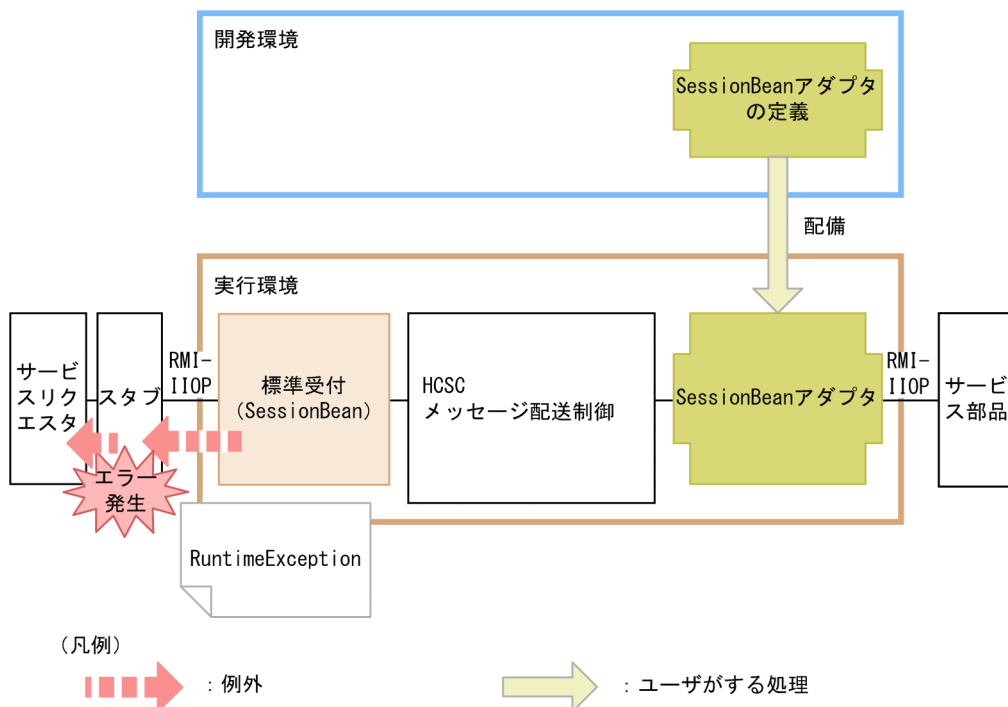 開発環境
SessionBeanアダプタ
の定義
配備
実行環境
サービ
スリク
エスタ
スタブ
RMI-
IIOP
標準受付
(SessionBean)
HCSC
メッセージ配送制御
SessionBeanアダプタ
RMI-
IIOP
サービ
ス部品
エラー
発生
RuntimeException
(凡例)
:例外
:ユーザがする処理